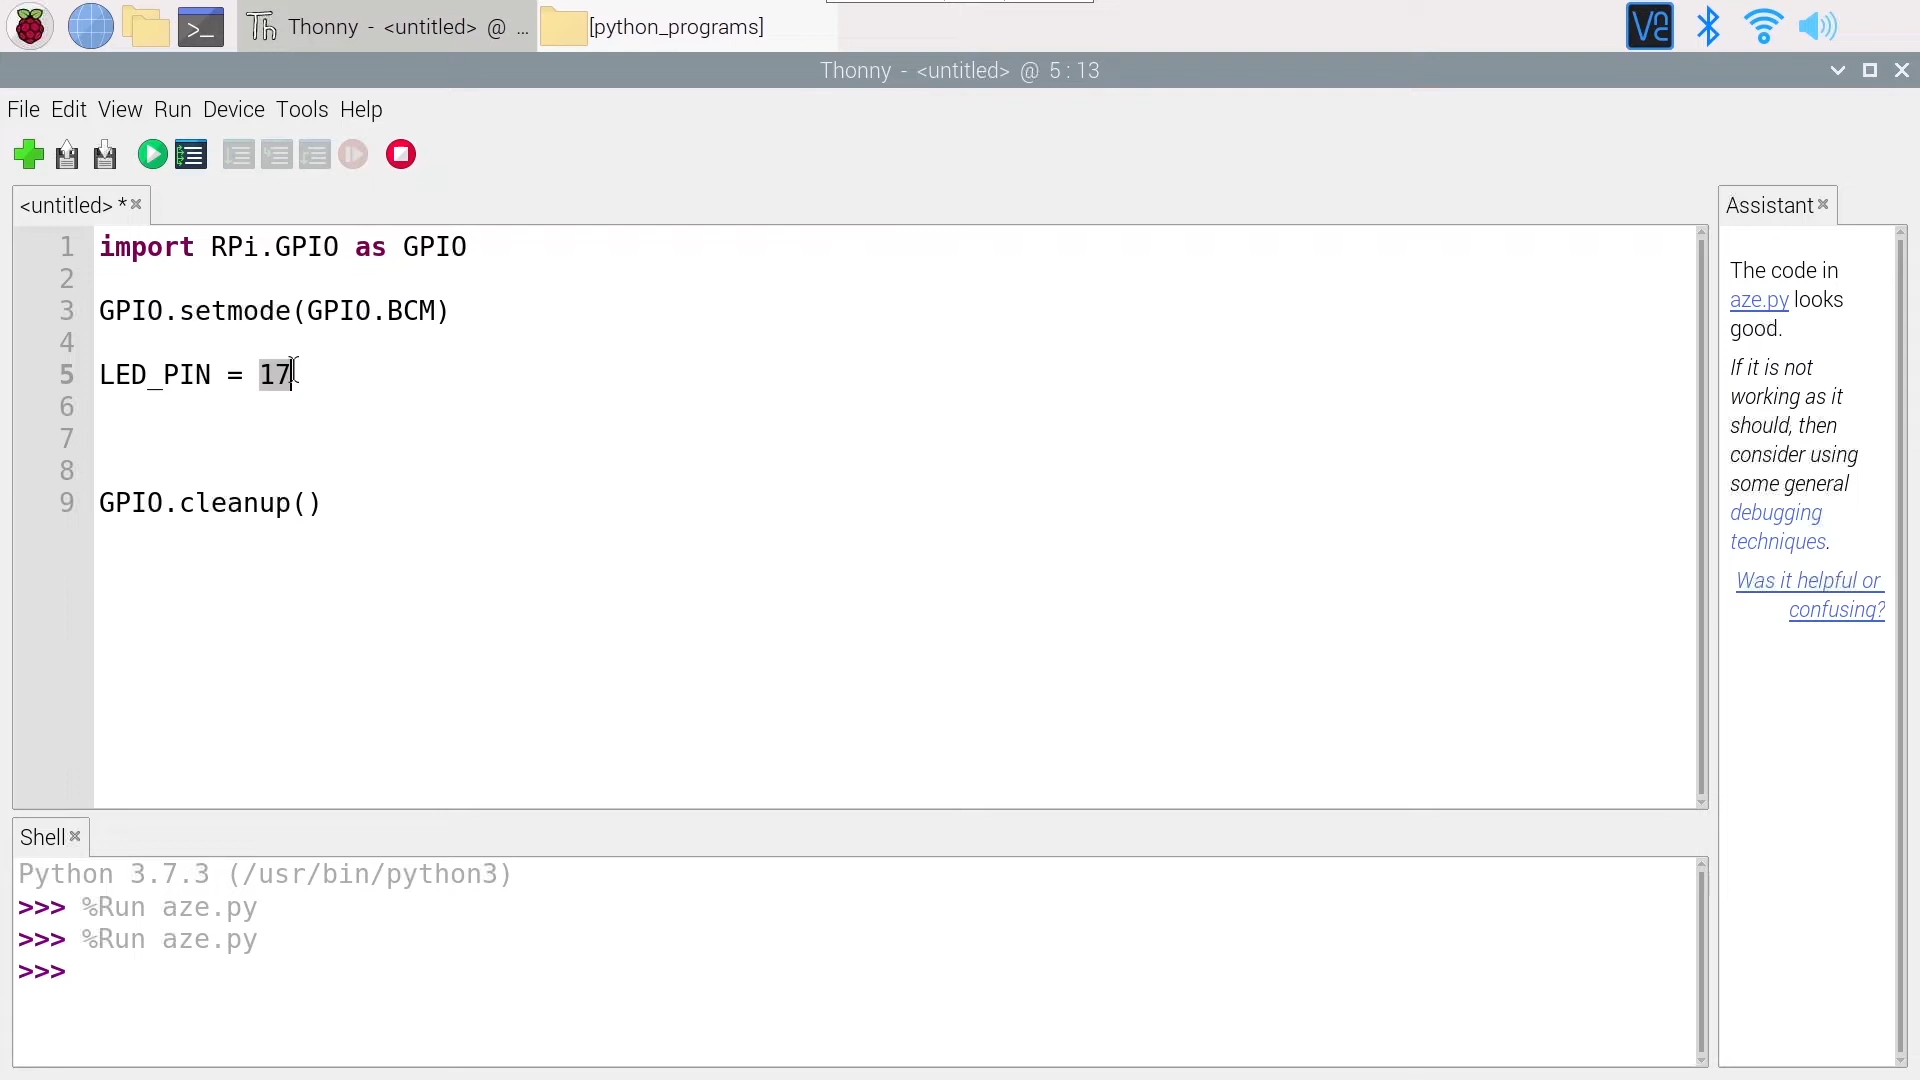 Thonny - <untitled> @ ...
[python_programs]
Thonny - <untitled> @ 5 : 13
File Edit View Run Device Tools Help
<untitled> *
Assistant
1 import RPi.GPIO as GPIO
2
3 GPIO.setmode(GPIO.BCM)
4
5 LED_PIN = 17
6
7
8
9 GPIO.cleanup()
The code in
aze.py looks
good.
If it is not
working as it
should, then
consider using
some general
debugging
techniques.
Was it helpful or
confusing?
Shell
Python 3.7.3 (/usr/bin/python3)
>>> %Run aze.py
>>> %Run aze.py
>>>